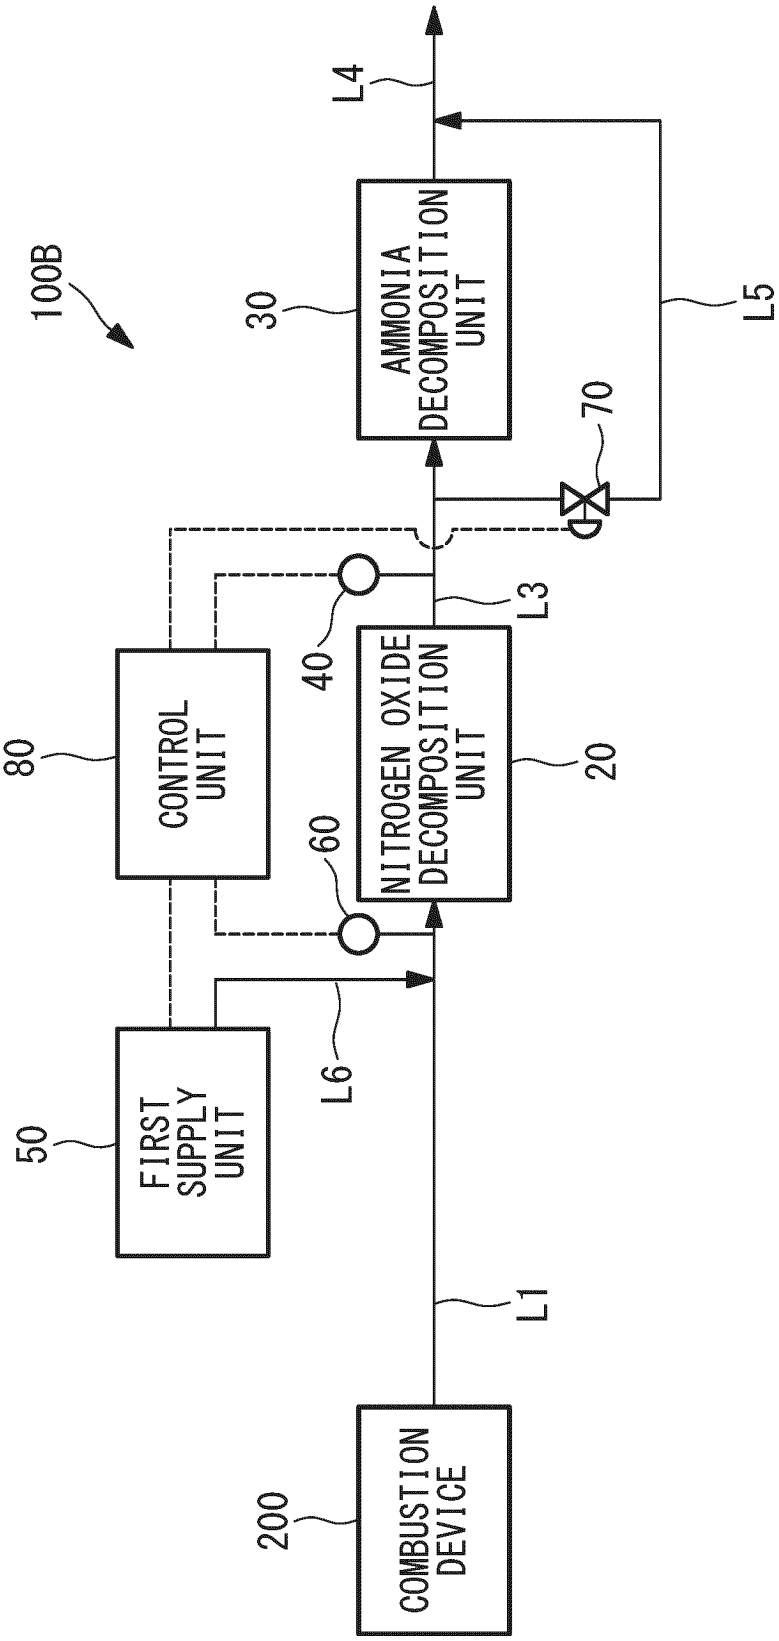 100B
50
FIRST
SUPPLY
UNIT
80
CONTROL
UNIT
L6
60
40
30
L4
200
COMBUSTION
DEVICE
NITROGEN OXIDE
DECOMPOSITION
UNIT
AMMONIA
DECOMPOSITION
UNIT
L1
20
L3
70
L5